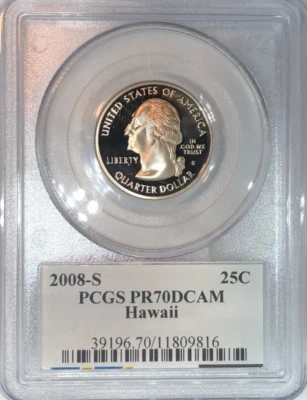 UNITED STATES OF AMERICA
LIBERTY
IN
GOD WE
TRUST
S
QUARTER DOLLAR
2008-S 25C
PCGS PR70DCAM
Hawaii
39196.70/11809816